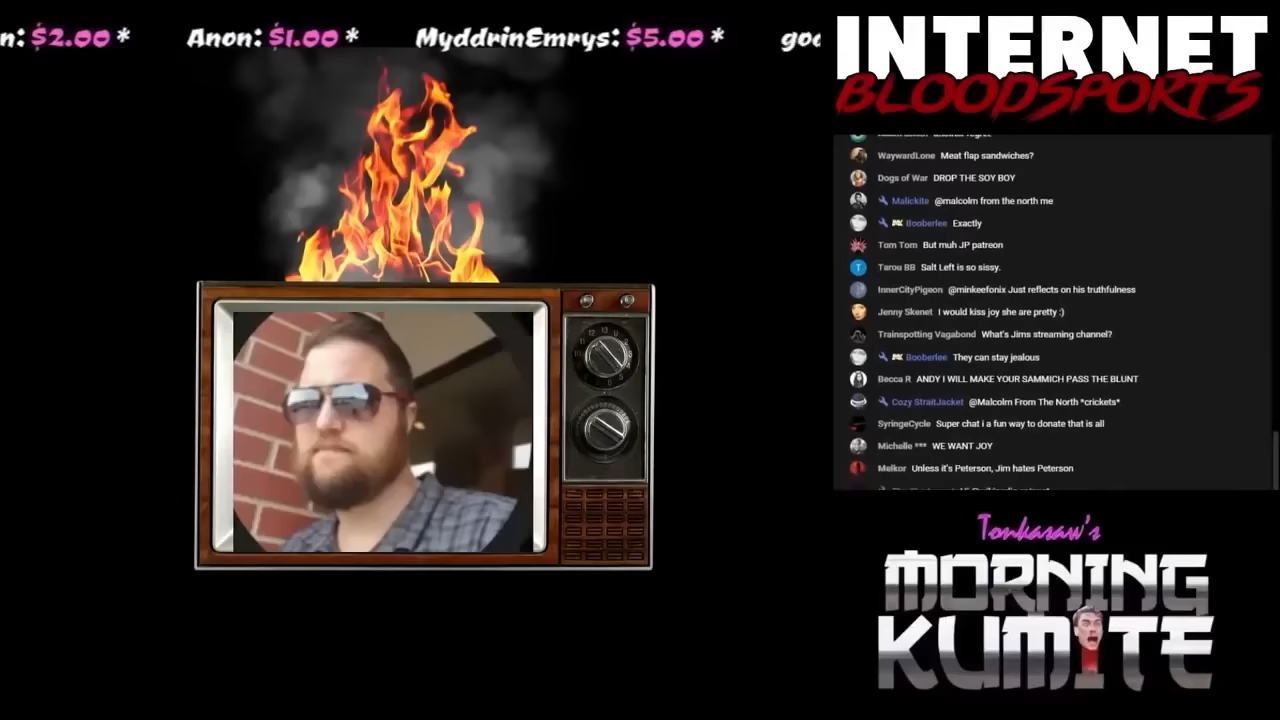 n: $2.00 * Anon: $1.00 * MyddrinEmrys: $5.00 *
INTERNET
BLOODSPORTS
WaywardLone Meat flap sandwiches?
Dogs of War DROP THE SOY BOY
Malickite @malcolm from the north me
Booberlee Exactly
Tom Tom But muh JP patreon
T Tarou BB Salt Left is so sissy.
InnerCityPigeon @minkeefonix Just reflects on his truthfulness
Jenny Skenet I would kiss joy she are pretty :)
Trainspotting Vagabond What's Jims streaming channel?
Booberlee They can stay jealous
Becca R ANDY I WILL MAKE YOUR SAMMICH PASS THE BLUNT
Cozy StraitJacket @Malcolm From The North *crickets*
SyringeCycle Super chat i a fun way to donate that is all
Michelle *** WE WANT JOY
Melkor Unless it's Peterson, Jim hates Peterson
Tonkasaw's
MORNING
KUMITE